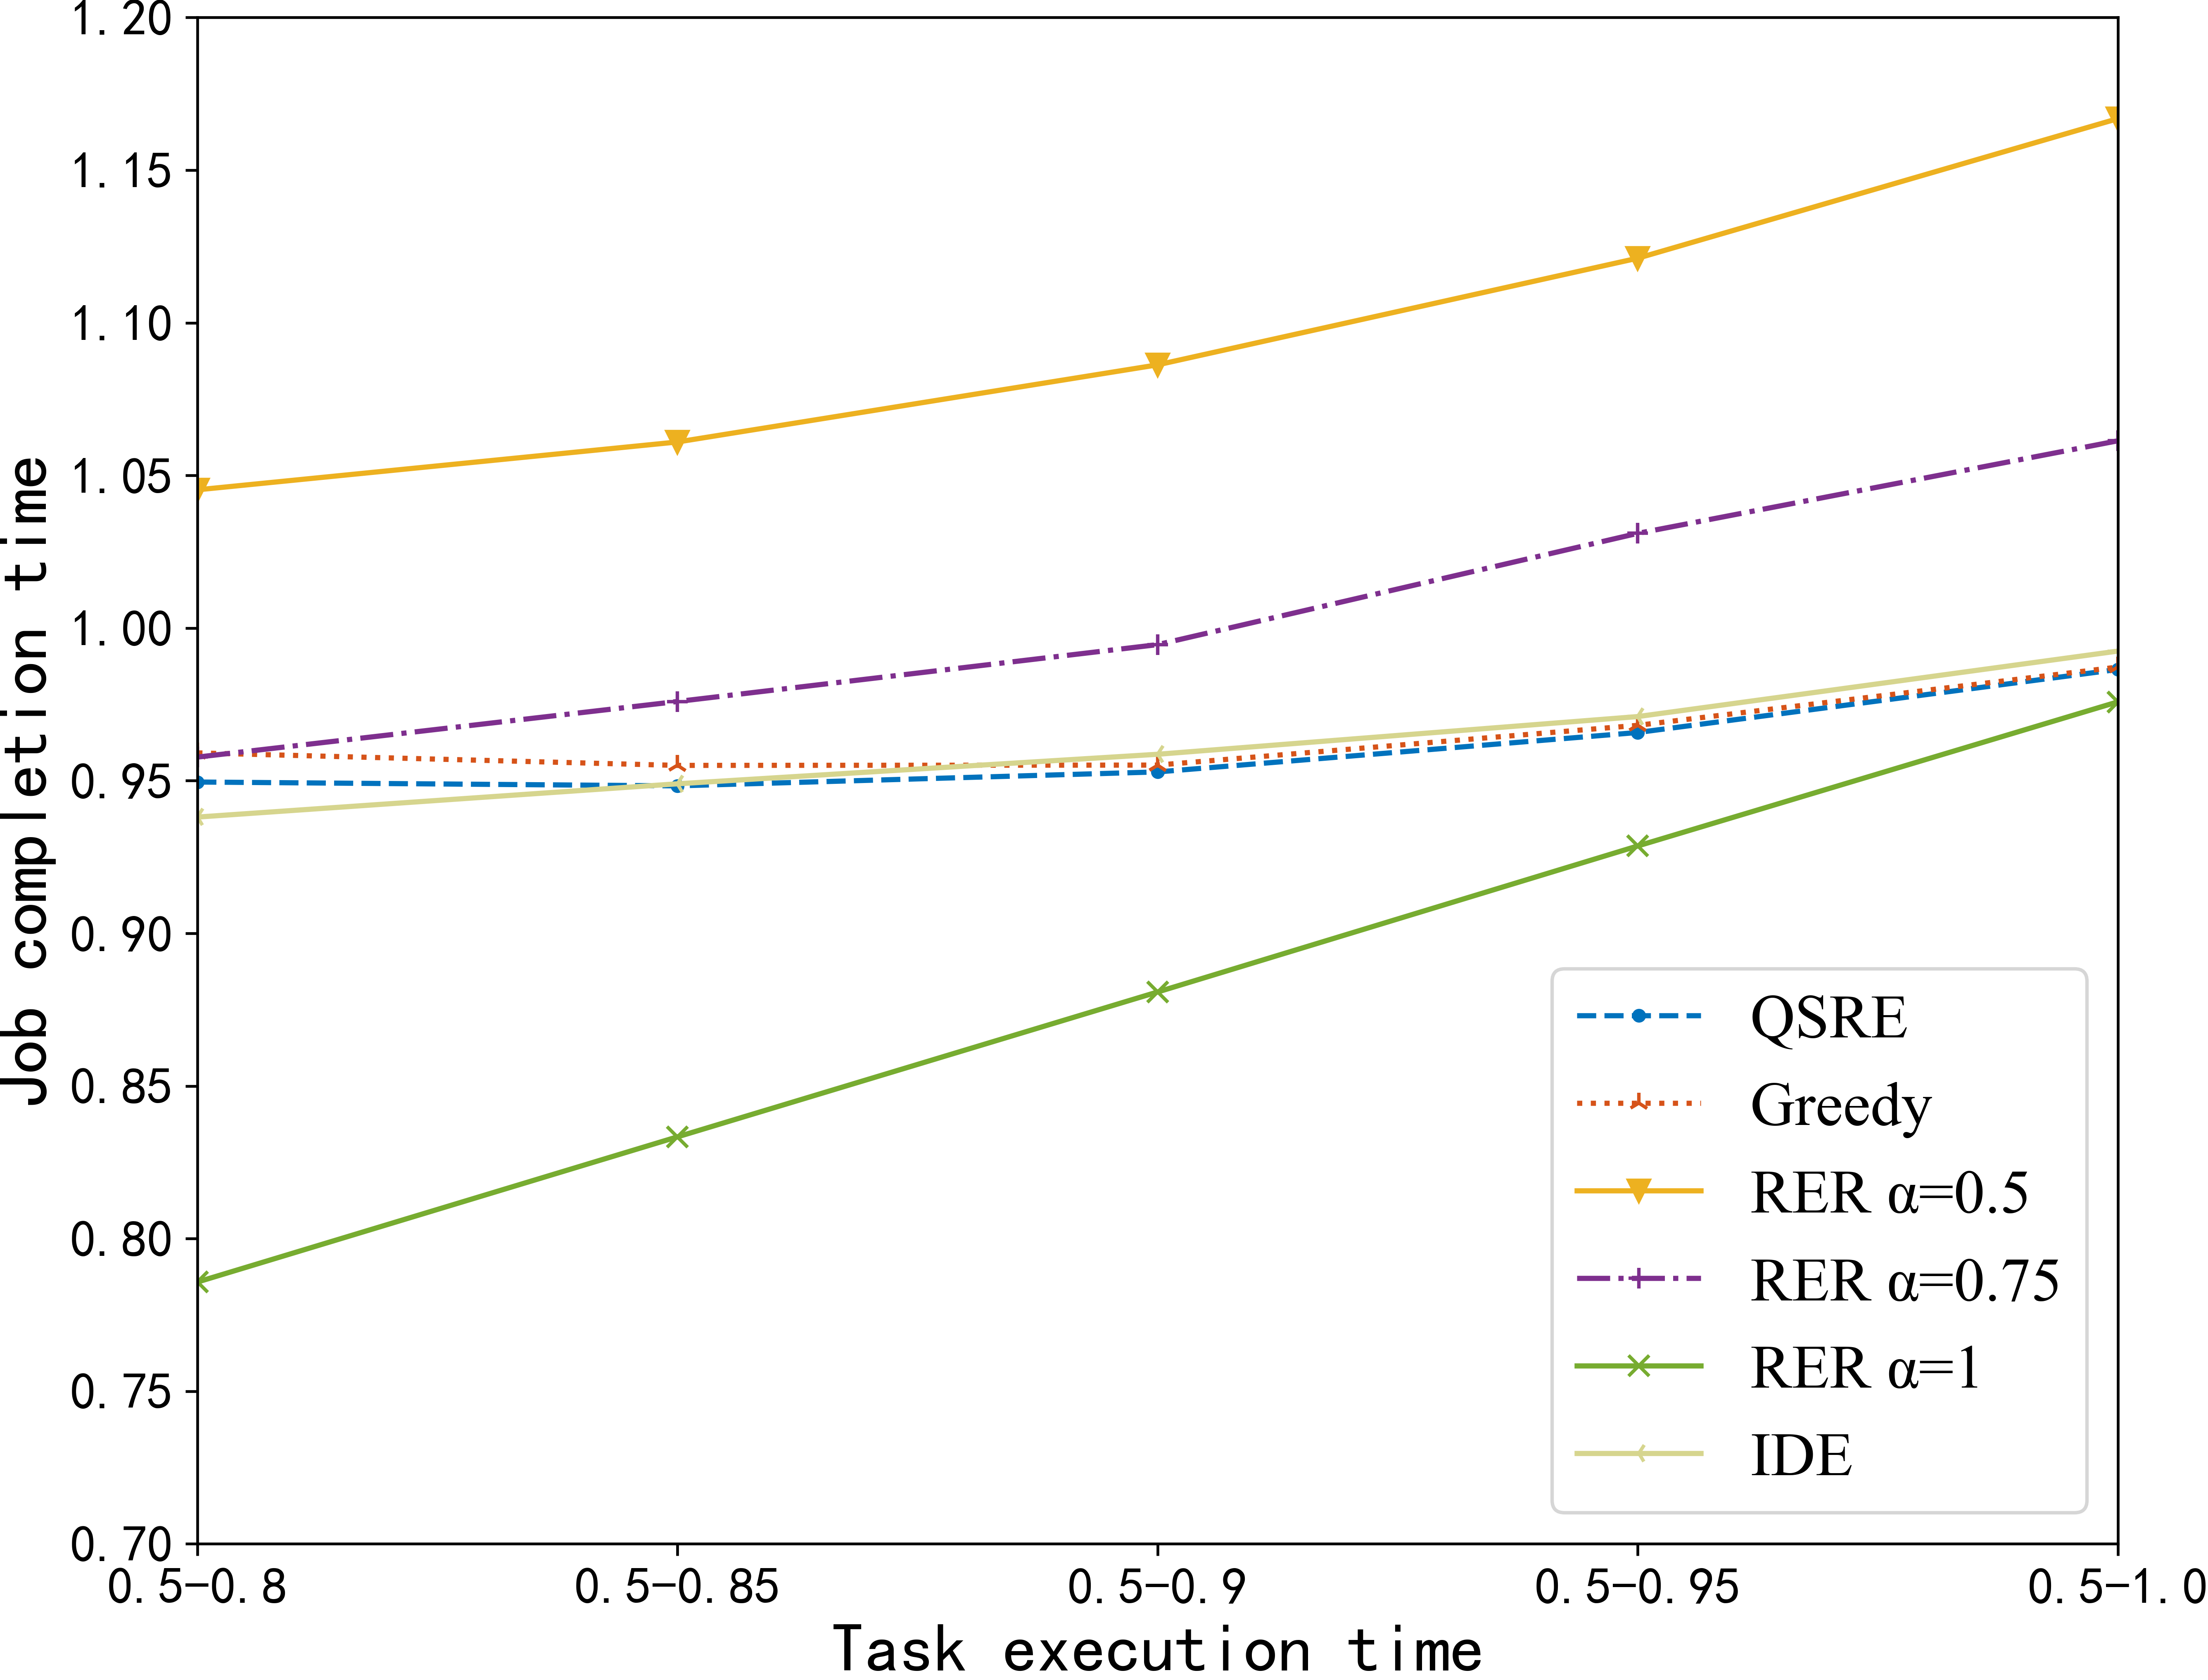 1.20
1.15
1.10
1.05
1.00
0.95
0.90
0.85
0.80
0.75
0.70
Job completion time
QSRE
Greedy
RER α=0.5
RER α=0.75
RER α=1
IDE
0.5-0.8 0.5-0.85 0.5-0.9 0.5-0.95 0.5-1.0
Task execution time